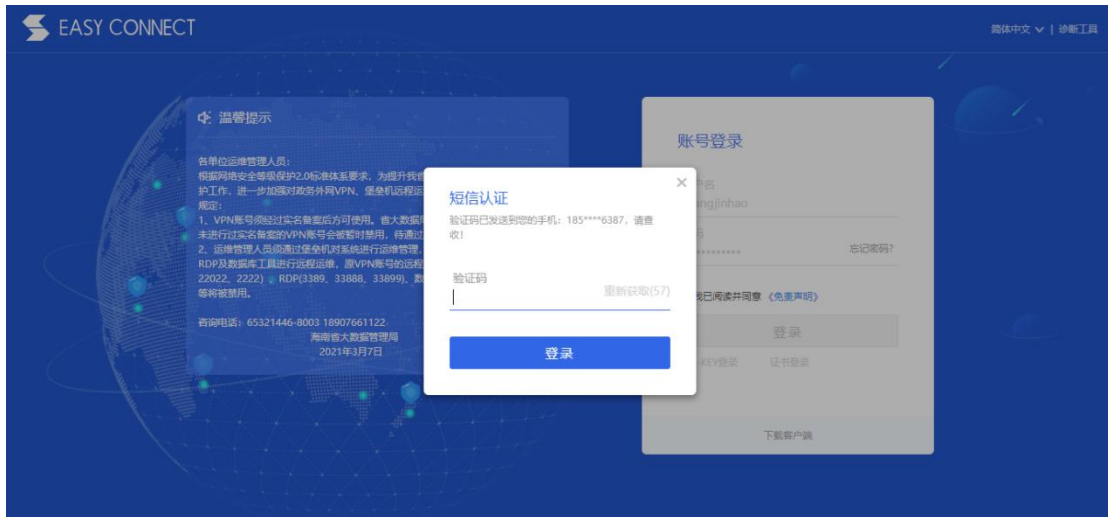 EASY CONNECT
简体中文 | 诊断工具
温馨提示
各单位运维管理人员:
根据网络安全等级保护2.0标准体系要求，为提升我
护工作，进一步加强对政务外网VPN、堡垒机远程运
规定:
1、VPN账号须经过实名备案后方可使用。省大数据
未进行过实名备案的VPN账号会被暂时禁用，待通过
2、运维管理人员须通过堡垒机对系统进行运维管理，
RDP及数据库工具进行远程运维，原VPN账号的远程
22022、2222）、RDP(3389、33888、33899)、数
等将被禁用。
咨询电话：65321446-8003 18907661122
海南省大数据管理局
2021年3月7日
账号登录
户名
ngjinhao
忘记密码?
我已阅读并同意《免责声明》
登录
-KEY登录 证书登录
下载客户端
短信认证
验证码已发送到您的手机：185****6387，请查
收!
验证码
重新获取(57)
登录